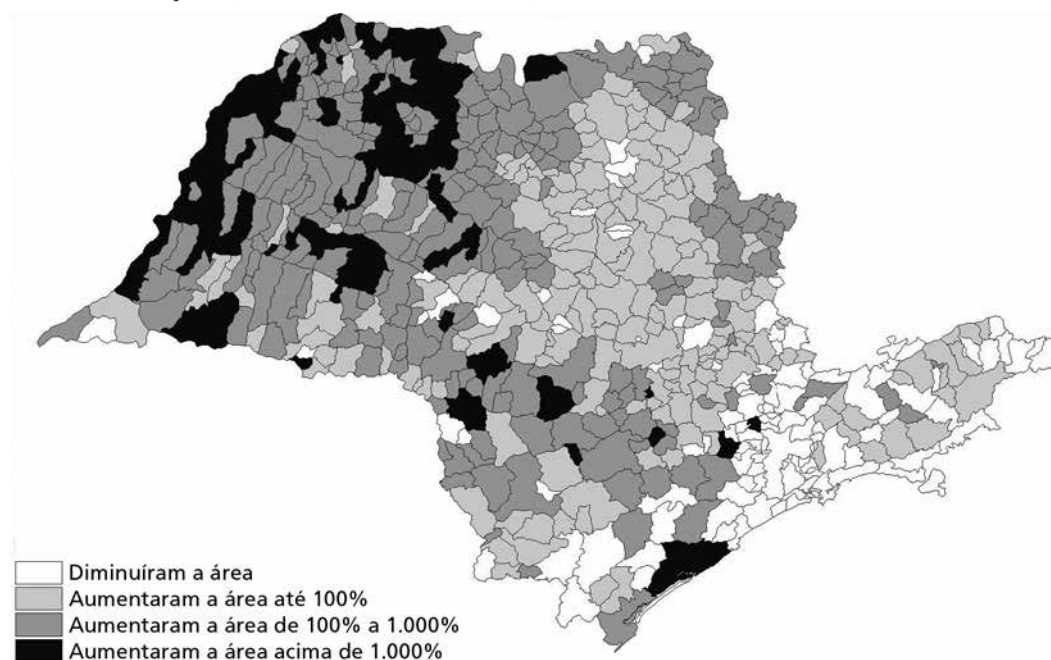 Diminuíram a área
Aumentaram a área até 100%
Aumentaram a área de 100% a 1.000%
Aumentaram a área acima de 1.000%